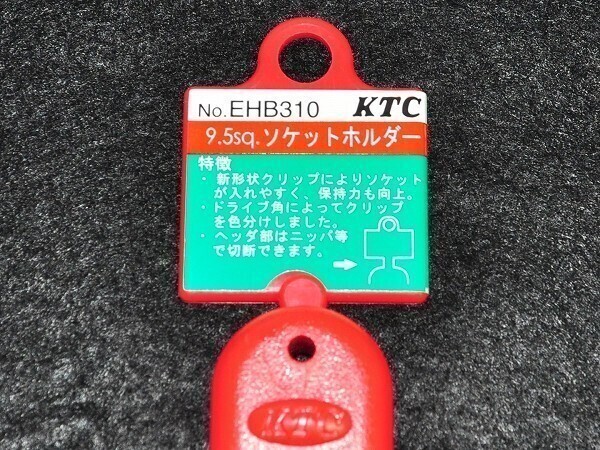 No.EHB310 KTC
9.5sq.ソケットホルダー
特徴
・新形状クリップによりソケット
が入れやすく、保持力も向上。
・ドライブ角によってクリップ
を色分けしました。
・ヘッダ部はニッパ等
で切断できます。
KTC